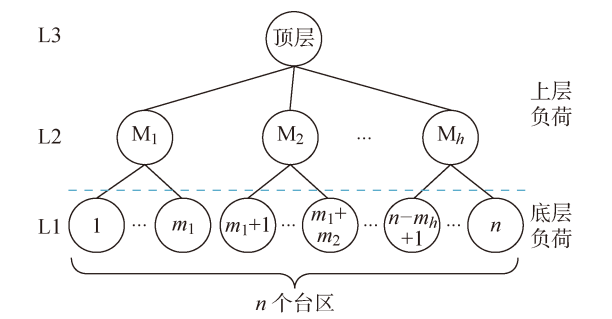 L3 顶层
上层
负荷
L2 M₁ M₂ ... Mₕ
L1 1 ... m₁ m₁+1 ... m₁+
m₂ ... n−mₕ
+1 ... n
底层
负荷
n 个台区